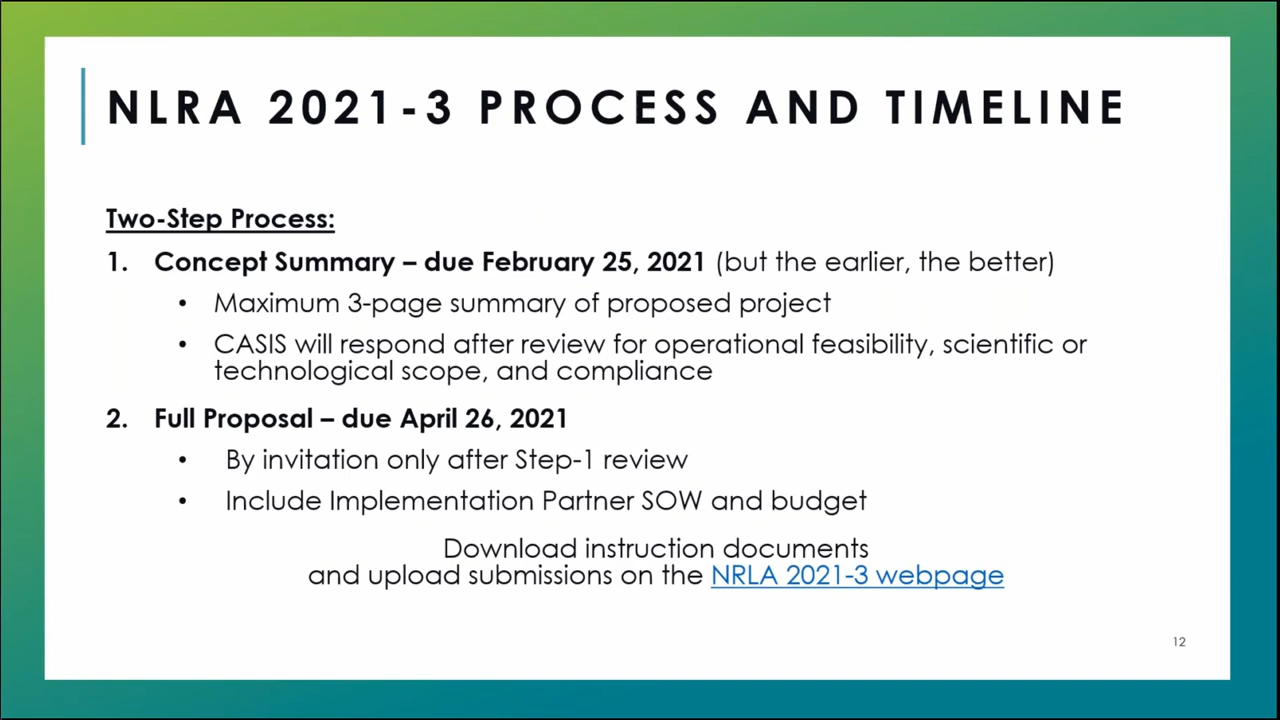 NLRA 2021-3 PROCESS AND TIMELINE
Two-Step Process:
1. Concept Summary – due February 25, 2021 (but the earlier, the better)
• Maximum 3-page summary of proposed project
• CASIS will respond after review for operational feasibility, scientific or
technological scope, and compliance
2. Full Proposal – due April 26, 2021
• By invitation only after Step-1 review
• Include Implementation Partner SOW and budget
Download instruction documents
and upload submissions on the NRLA 2021-3 webpage
12